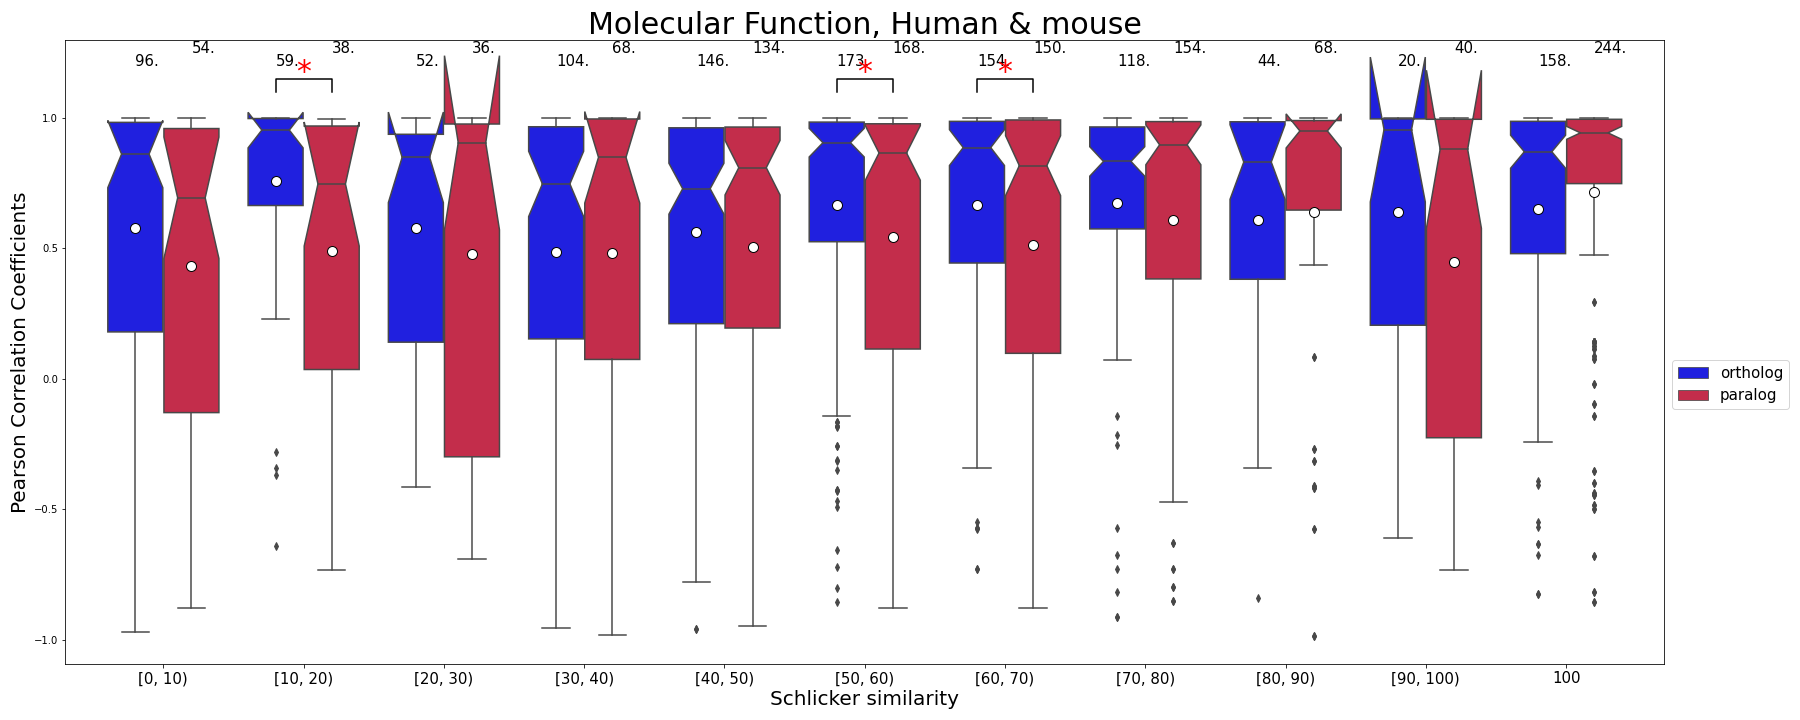 Molecular Function, Human & mouse
54. 38. 36. 68. 134. 168. 150. 154. 68. 40. 244.
96. 59. 52. 104. 146. 173. 154. 118. 44. 20. 158.
* * *
1.0
0.5
0.0
−0.5
−1.0
Pearson Correlation Coefficients
ortholog
paralog
[0, 10) [10, 20) [20, 30) [30, 40) [40, 50) [50, 60) [60, 70) [70, 80) [80, 90) [90, 100) 100
Schlicker similarity